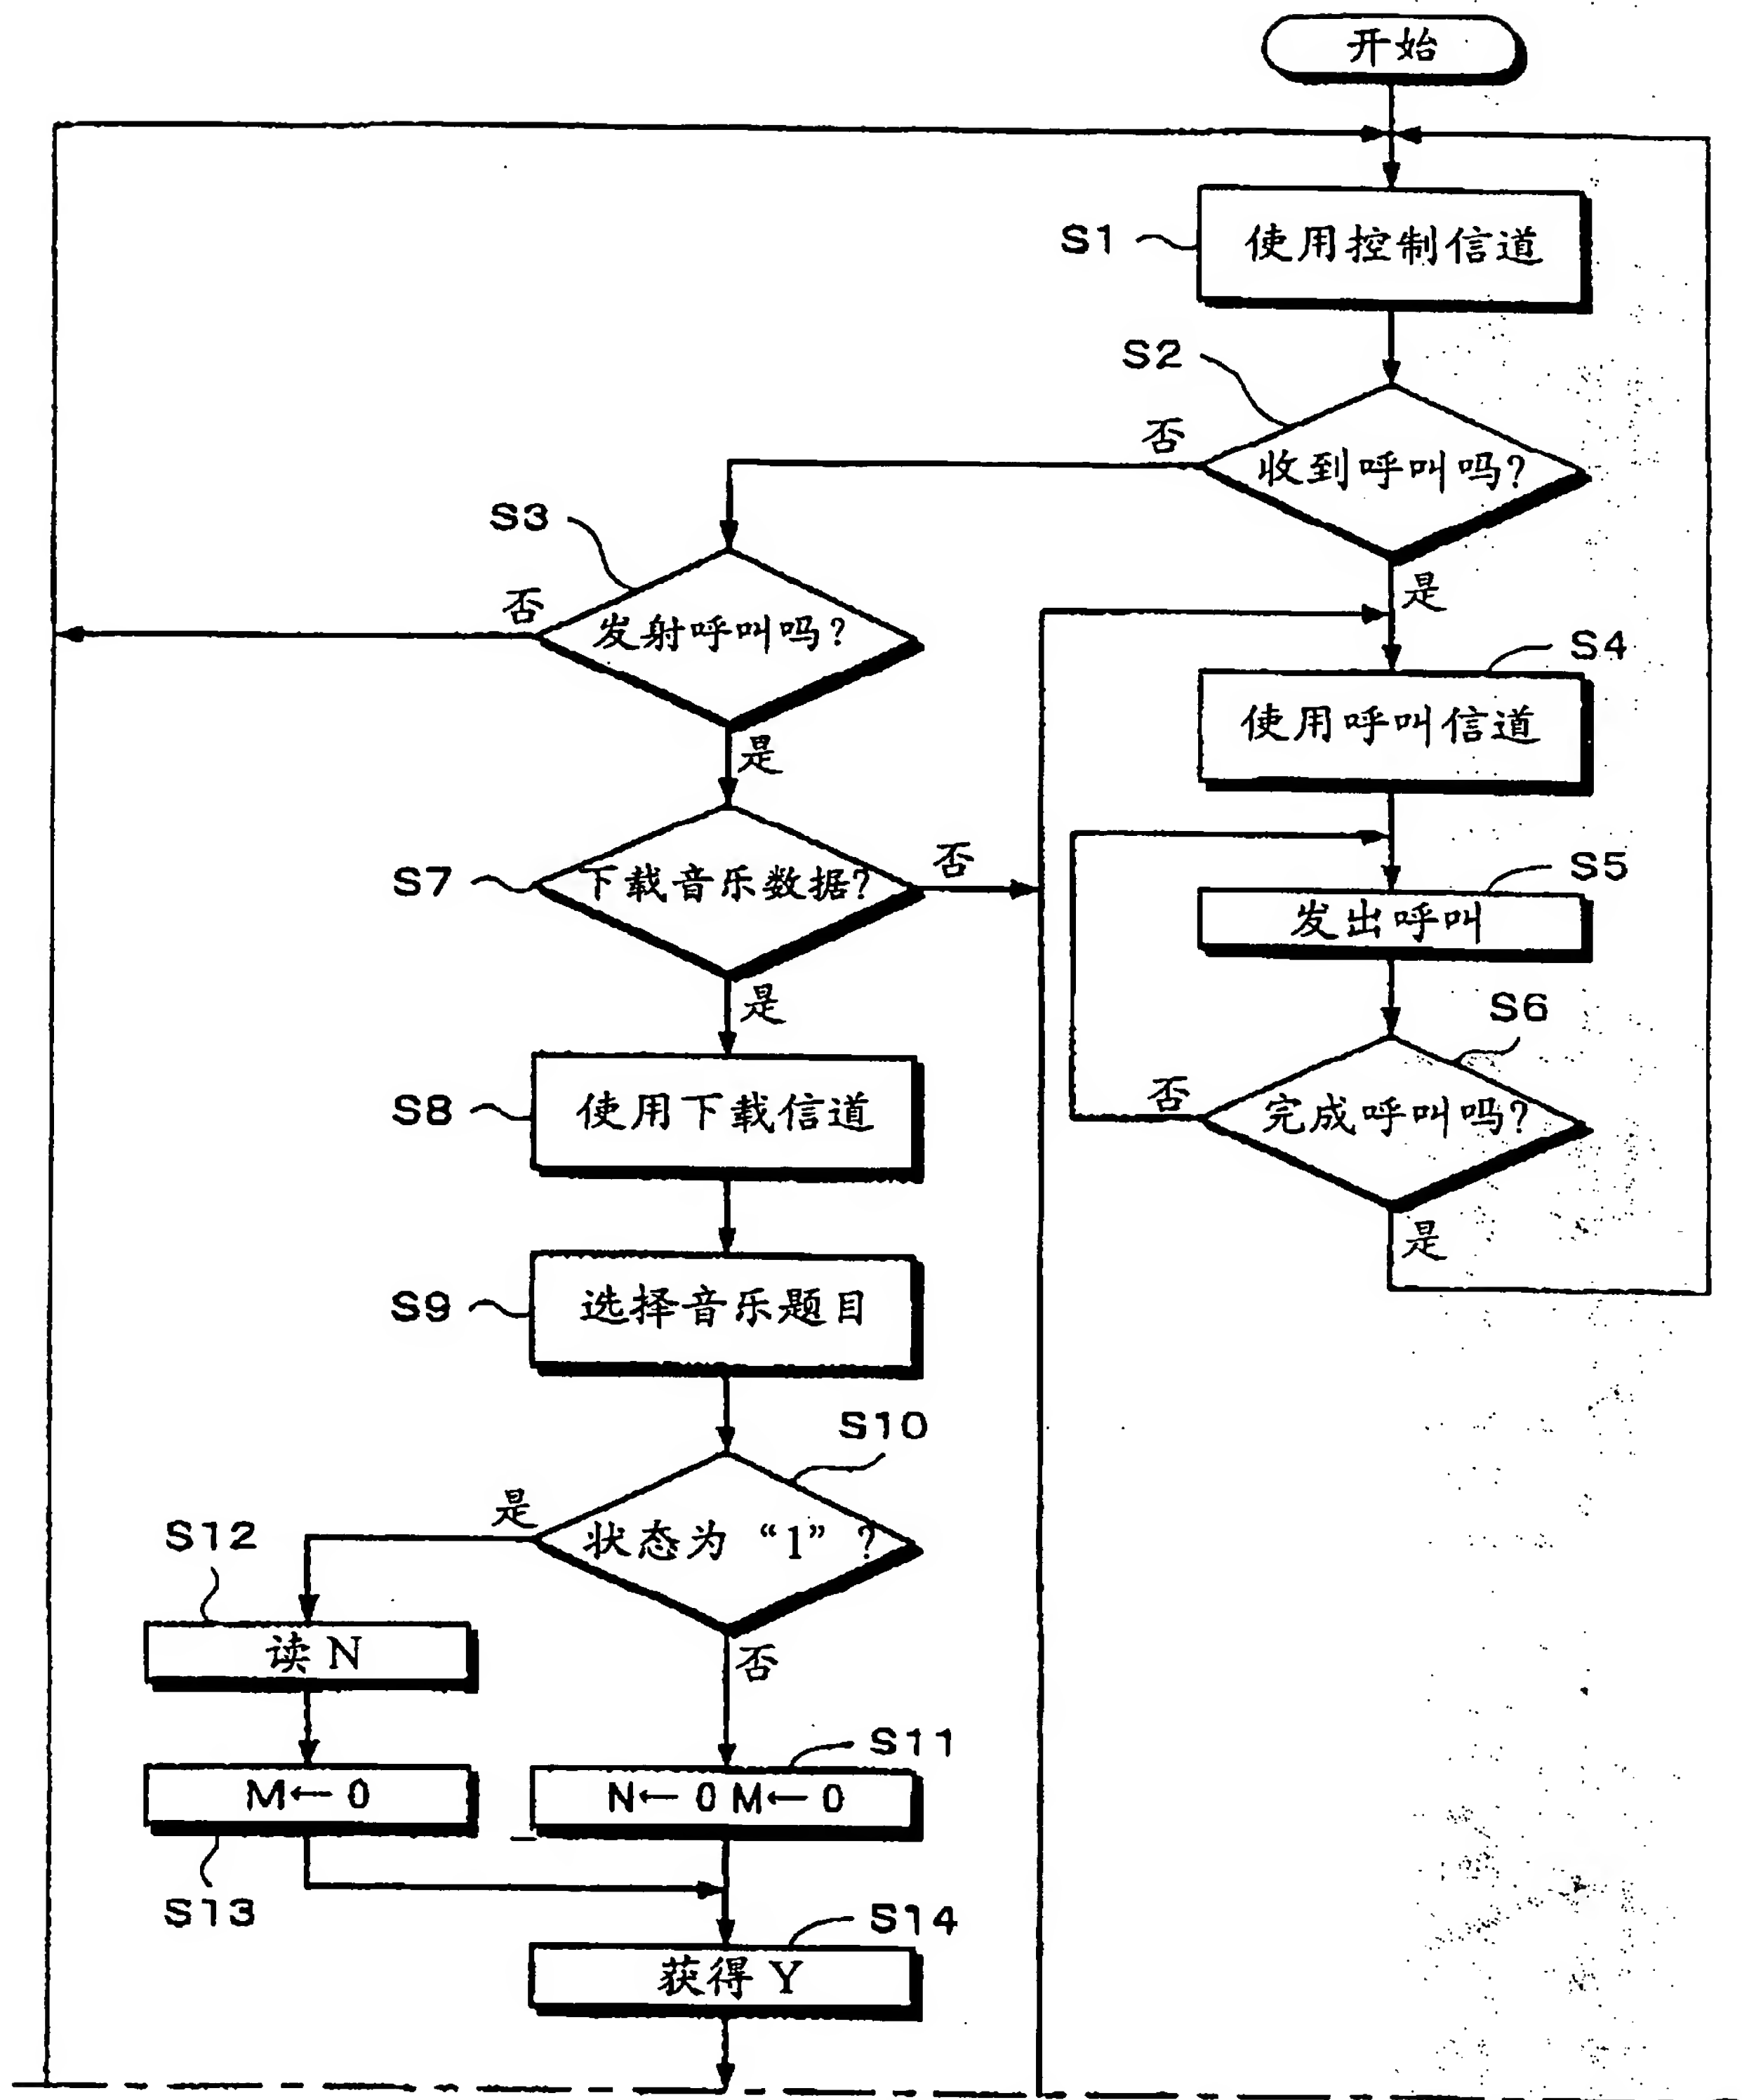 开始
S1
使用控制信道
S2
否
收到呼叫吗?
是
S3
否
发射呼叫吗?
是
S4
使用呼叫信道
S7
下载音乐数据?
否
是
S5
发出呼叫
S6
否
完成呼叫吗?
是
S8
使用下载信道
S9
选择音乐题目
S10
是
状态为“1”?
否
S12
读 N
S11
M←0
N←0 M←0
S13
S14
获得 Y